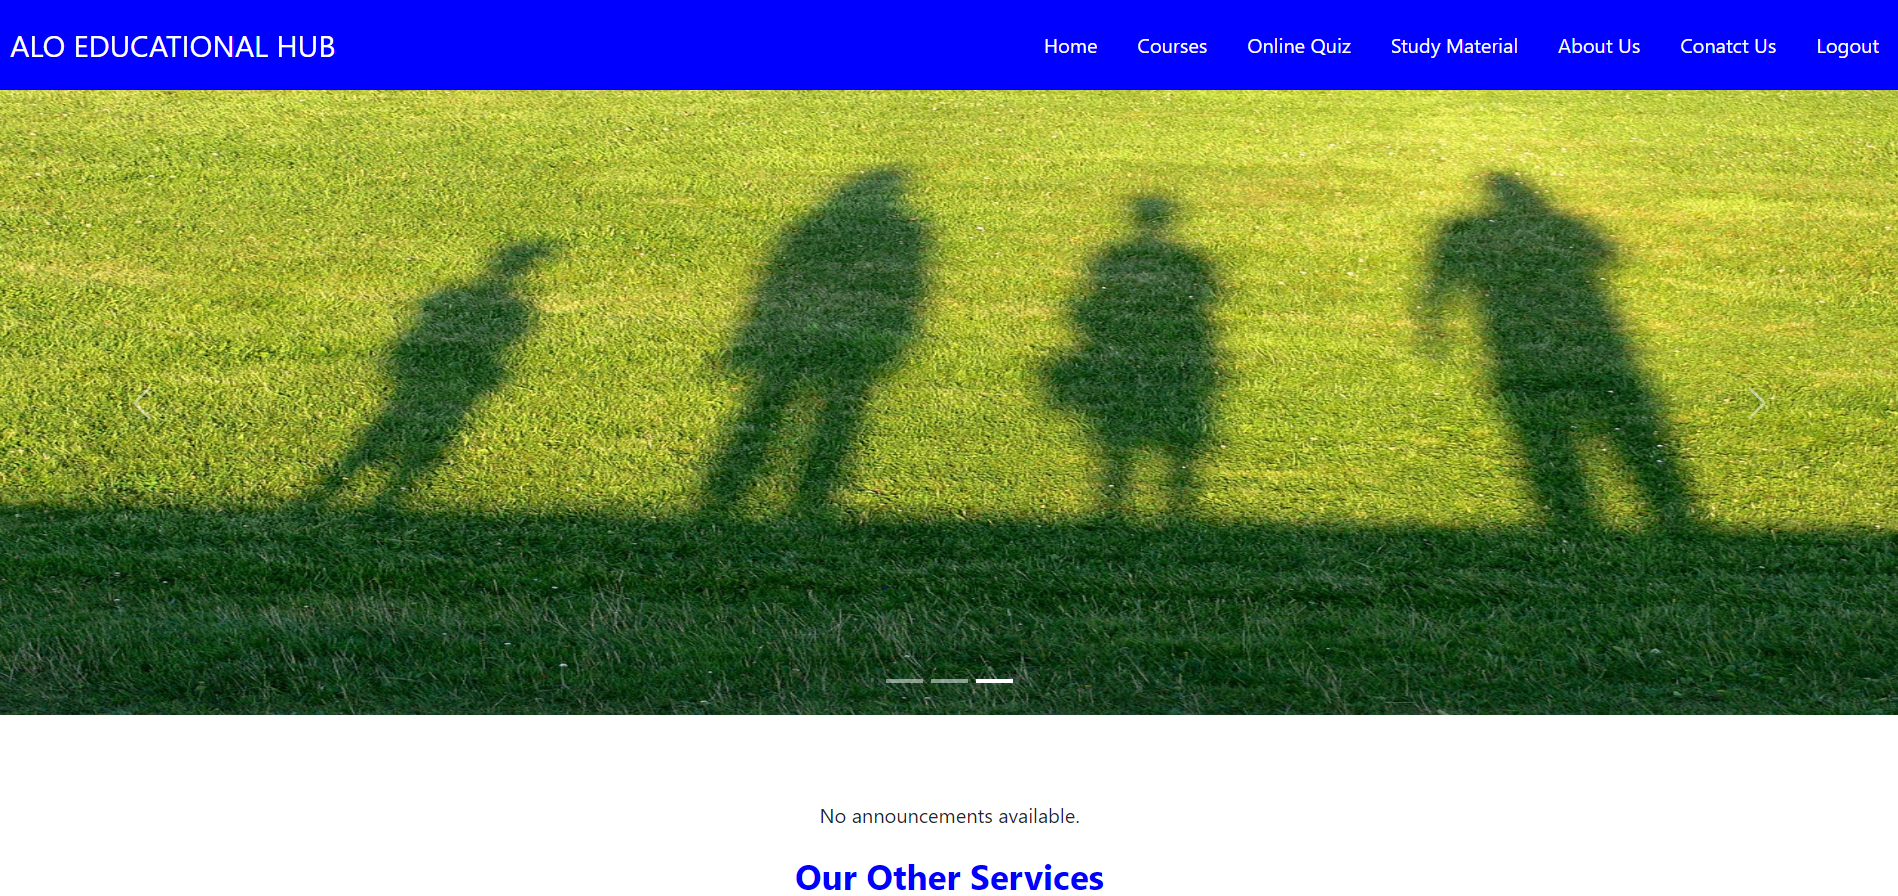 ALO EDUCATIONAL HUB
Home Courses Online Quiz Study Material About Us Conatct Us Logout
No announcements available.
Our Other Services